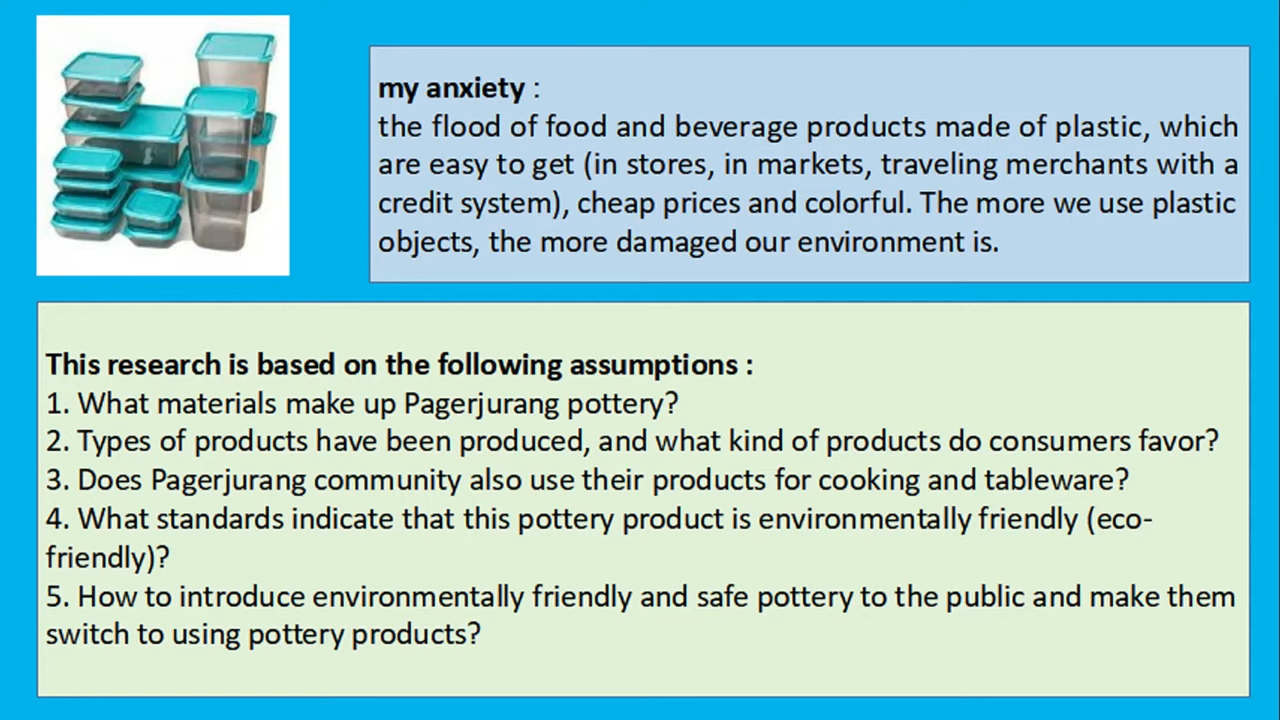 my anxiety :
the flood of food and beverage products made of plastic, which
are easy to get (in stores, in markets, traveling merchants with a
credit system), cheap prices and colorful. The more we use plastic
objects, the more damaged our environment is.
This research is based on the following assumptions :
1. What materials make up Pagerjurang pottery?
2. Types of products have been produced, and what kind of products do consumers favor?
3. Does Pagerjurang community also use their products for cooking and tableware?
4. What standards indicate that this pottery product is environmentally friendly (eco-
friendly)?
5. How to introduce environmentally friendly and safe pottery to the public and make them
switch to using pottery products?